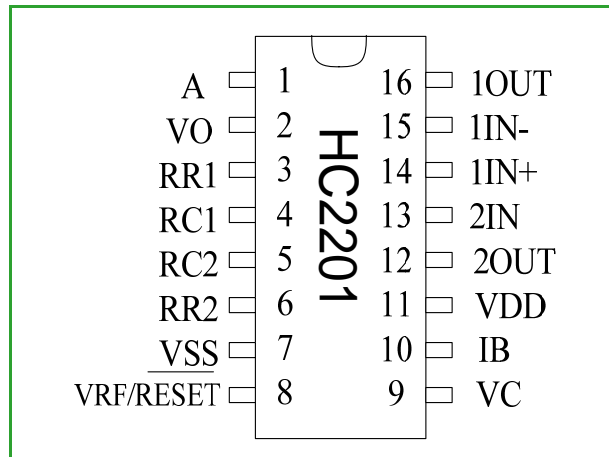 A 1 16 1OUT
VO 2 15 1IN-
RR1 3 14 1IN+
RC1 4 13 2IN
RC2 5 12 2OUT
RR2 6 11 VDD
VSS 7 10 IB
VRF/RESET 8 9 VC
HC2201